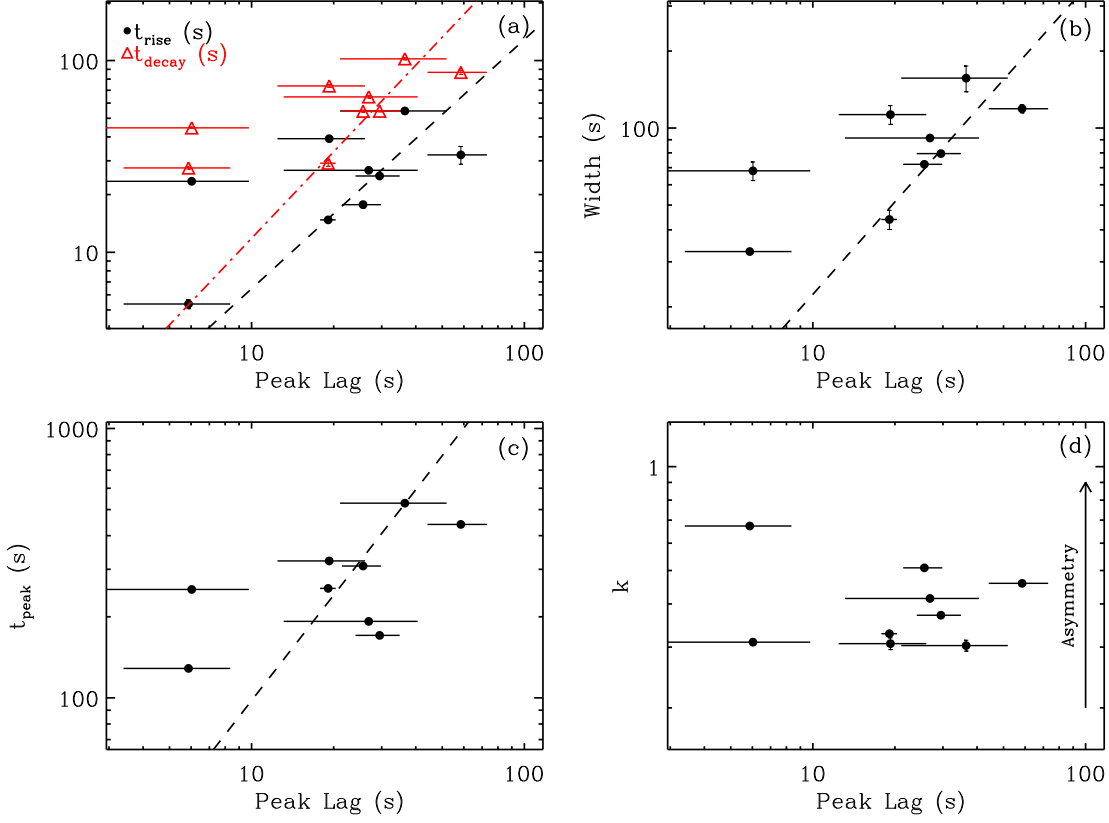 (a)
t_rise (s)
t_decay (s)
100
10
10
100
Peak Lag (s)
(b)
Width (s)
100
10
100
Peak Lag (s)
(c)
t_peak (s)
1000
100
10
100
Peak Lag (s)
(d)
k
1
Asymmetry
10
100
Peak Lag (s)